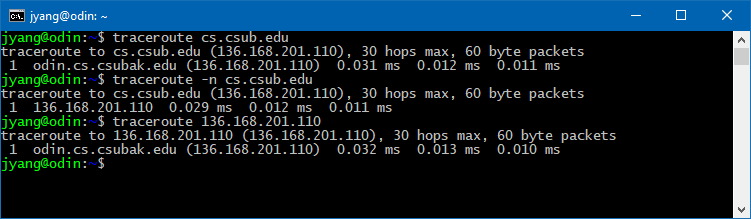 jyang@odin: ~
jyang@odin:~$ traceroute cs.csub.edu
traceroute to cs.csub.edu (136.168.201.110), 30 hops max, 60 byte packets
 1  odin.cs.csubak.edu (136.168.201.110)  0.031 ms  0.012 ms  0.011 ms
jyang@odin:~$ traceroute -n cs.csub.edu
traceroute to cs.csub.edu (136.168.201.110), 30 hops max, 60 byte packets
 1  136.168.201.110  0.029 ms  0.012 ms  0.011 ms
jyang@odin:~$ traceroute 136.168.201.110
traceroute to 136.168.201.110 (136.168.201.110), 30 hops max, 60 byte packets
 1  odin.cs.csubak.edu (136.168.201.110)  0.032 ms  0.013 ms  0.010 ms
jyang@odin:~$